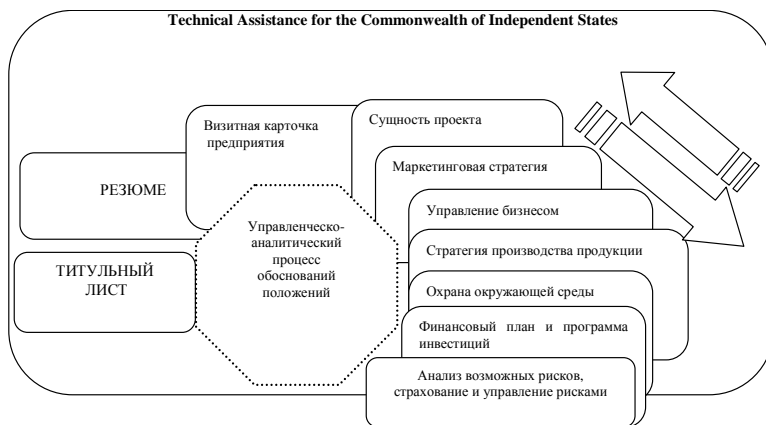 Technical Assistance for the Commonwealth of Independent States
Визитная карточка
предприятия
Сущность проекта
Маркетинговая стратегия
РЕЗЮМЕ
Управление бизнесом
Управленческо-
аналитический
процесс
обоснований
положений
Стратегия производства продукции
ТИТУЛЬНЫЙ
ЛИСТ
Охрана окружающей среды
Финансовый план и программа
инвестиций
Анализ возможных рисков,
страхование и управление рисками